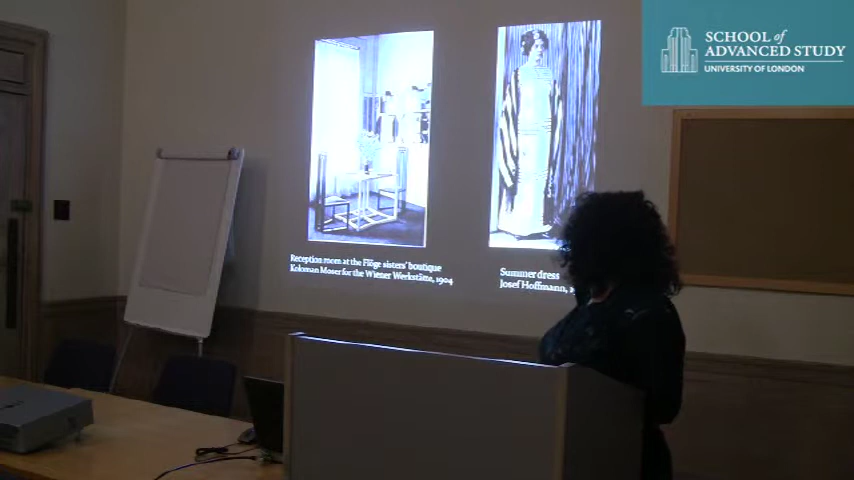 SCHOOL of
ADVANCED STUDY
UNIVERSITY OF LONDON
Reception room at the Flöge sisters' boutique
Koloman Moser for the Wiener Werkstätte, 1904
Summer dress
Josef Hoffmann,